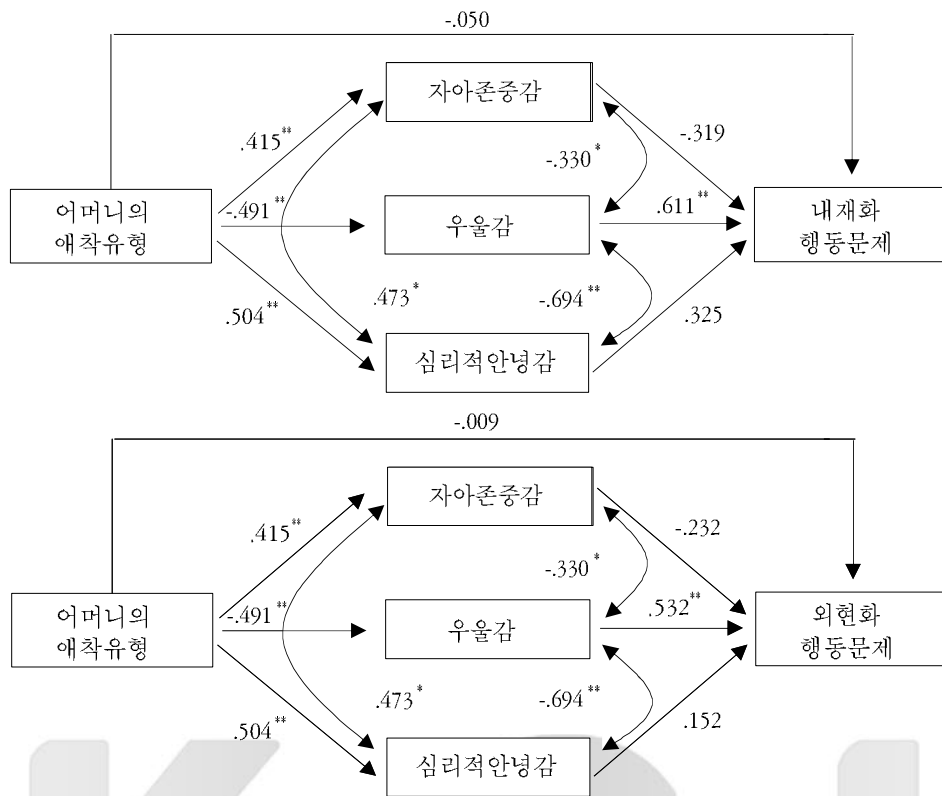 -.050
자아존중감
.415**
-.319
-.330*
-.491**
.611**
어머니의
애착유형
우울감
내재화
행동문제
.473*
-.694**
.504**
.325
심리적안녕감
-.009
자아존중감
.415**
-.232
-.330*
-.491**
.532**
어머니의
애착유형
우울감
외현화
행동문제
.473*
-.694**
.504**
.152
심리적안녕감